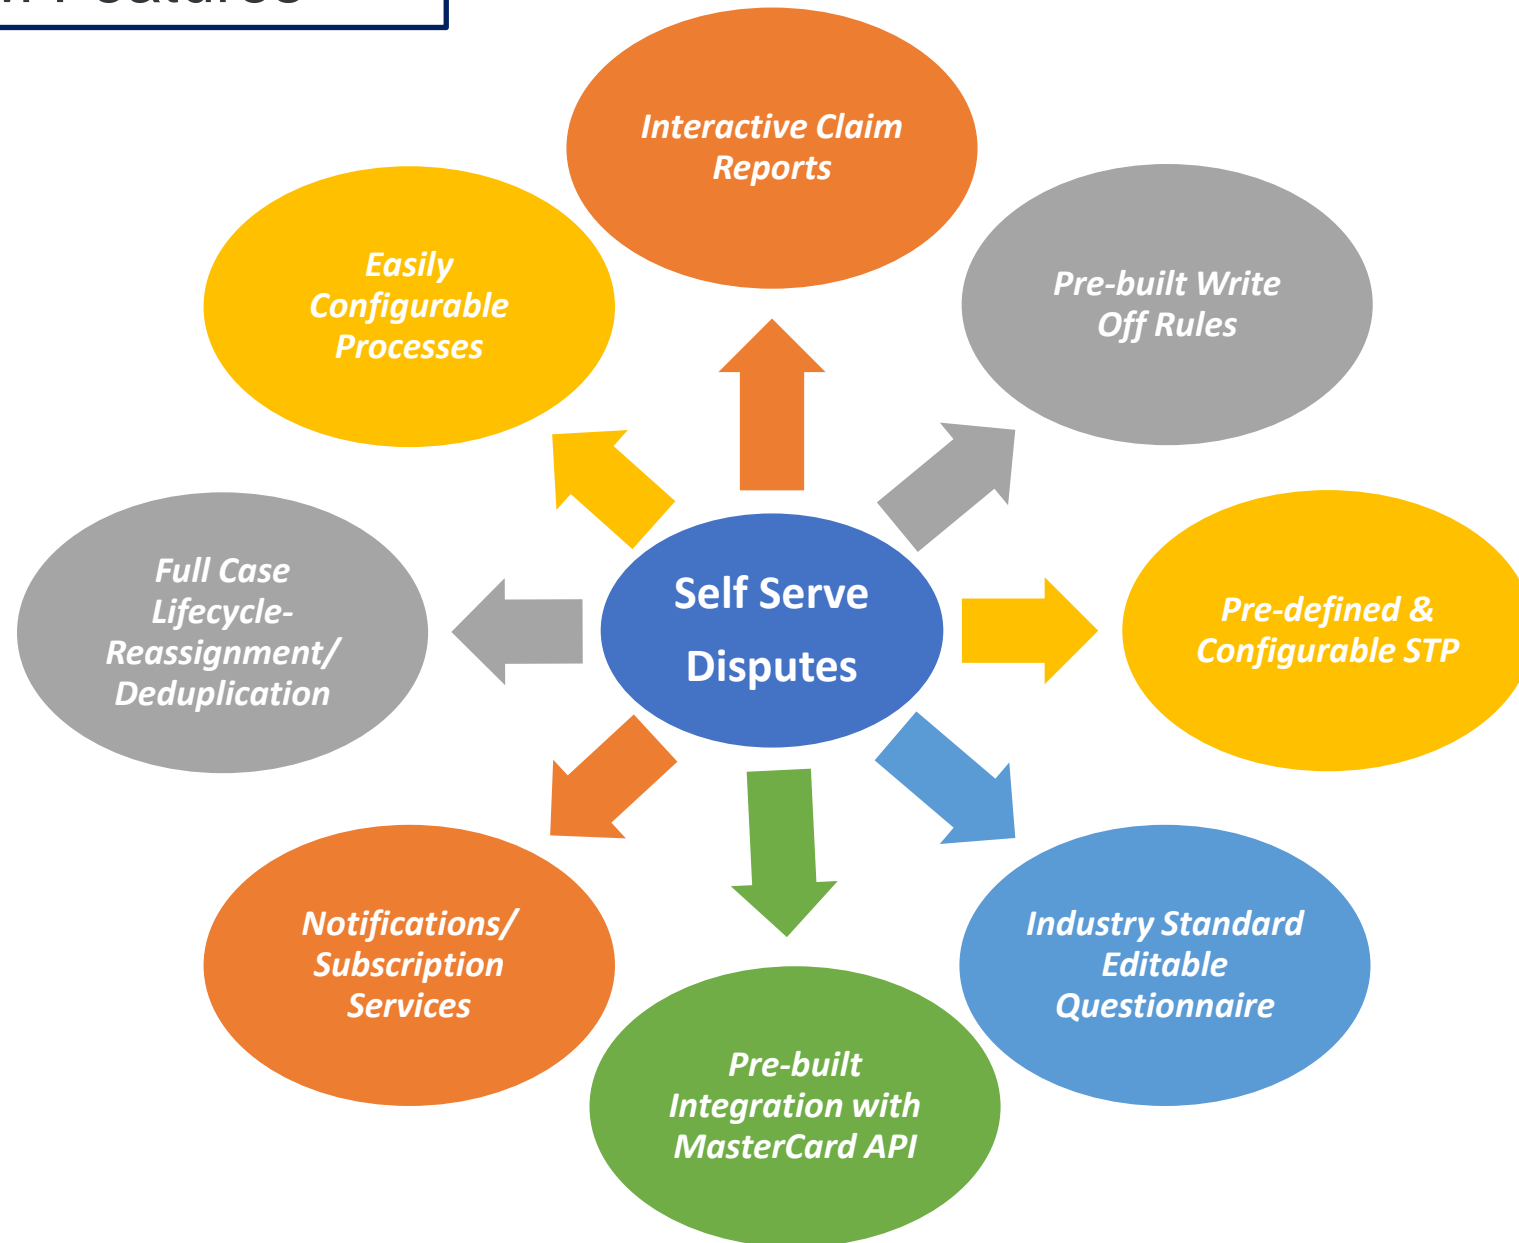 Features
Interactive Claim
Reports
Easily
Configurable
Processes
Pre-built Write
Off Rules
Full Case
Lifecycle-
Reassignment/
Deduplication
Self Serve
Disputes
Pre-defined &
Configurable STP
Notifications/
Subscription
Services
Industry Standard
Editable
Questionnaire
Pre-built
Integration with
MasterCard API